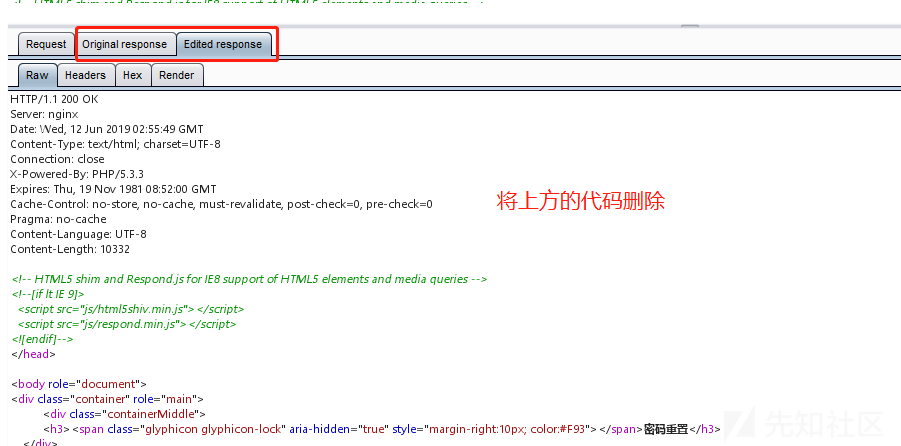 Request Original response Edited response
Raw Headers Hex Render
HTTP/1.1 200 OK
Server: nginx
Date: Wed, 12 Jun 2019 02:55:49 GMT
Content-Type: text/html; charset=UTF-8
Connection: close
X-Powered-By: PHP/5.3.3
Expires: Thu, 19 Nov 1981 08:52:00 GMT
Cache-Control: no-store, no-cache, must-revalidate, post-check=0, pre-check=0
将上方的代码删除
Pragma: no-cache
Content-Language: UTF-8
Content-Length: 10332
<!-- HTML5 shim and Respond.js for IE8 support of HTML5 elements and media queries -->
<!--[if lt IE 9]>
<script src="js/html5shiv.min.js"></script>
<script src="js/respond.min.js"></script>
<![endif]-->
</head>
<body role="document">
<div class="container" role="main">
<div class="containerMiddle">
<h3> <span class="glyphicon glyphicon-lock" aria-hidden="true" style="margin-right:10px; color:#F93"> </span>密码重置</h3>
</div>
先知社区